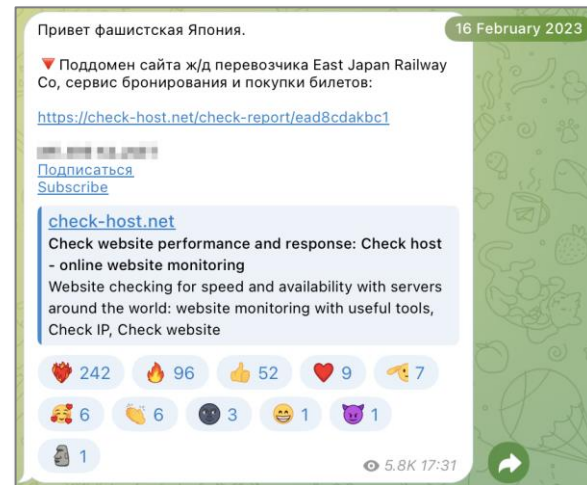 16 February 2023
Привет фашистская Япония.
🔻 Поддомен сайта ж/д перевозчика East Japan Railway
Co, сервис бронирования и покупки билетов:
https://check-host.net/check-report/ead8cdakbc1
Подписаться
Subscribe
check-host.net
Check website performance and response: Check host
- online website monitoring
Website checking for speed and availability with servers
around the world: website monitoring with useful tools,
Check IP, Check website
❤️‍🔥 242 🔥 96 👍 52 ❤️ 9 🫡 7
🥰 6 👏 6 🌚 3 😁 1 😈 1
🗿 1
5.8K 17:31